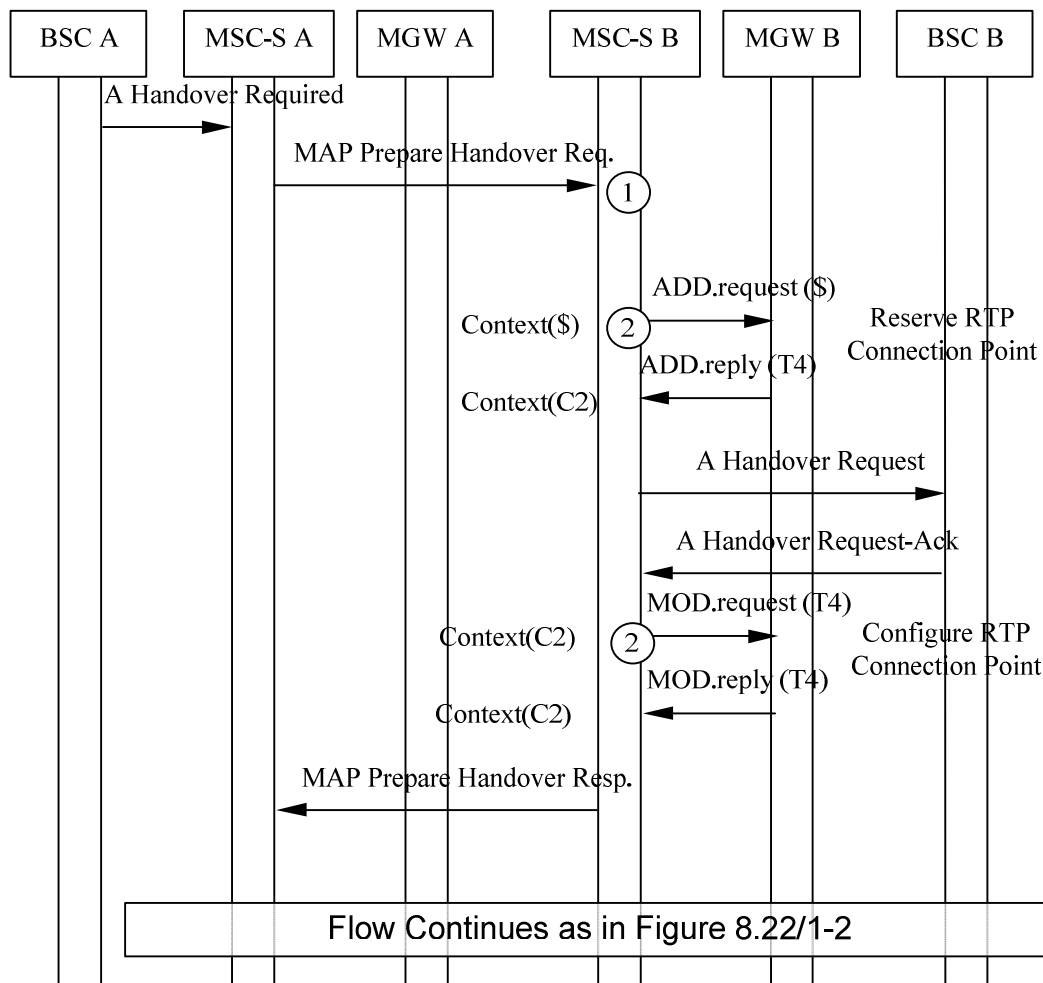 BSC A
MSC-S A
MGW A
MSC-S B
MGW B
BSC B
A Handover Required
MAP Prepare Handover Req.
1
ADD.request ($)
Context($)
2
Reserve RTP
Connection Point
ADD.reply (T4)
Context(C2)
A Handover Request
A Handover Request-Ack
MOD.request (T4)
Context(C2)
2
Configure RTP
Connection Point
MOD.reply (T4)
Context(C2)
MAP Prepare Handover Resp.
Flow Continues as in Figure 8.22/1-2